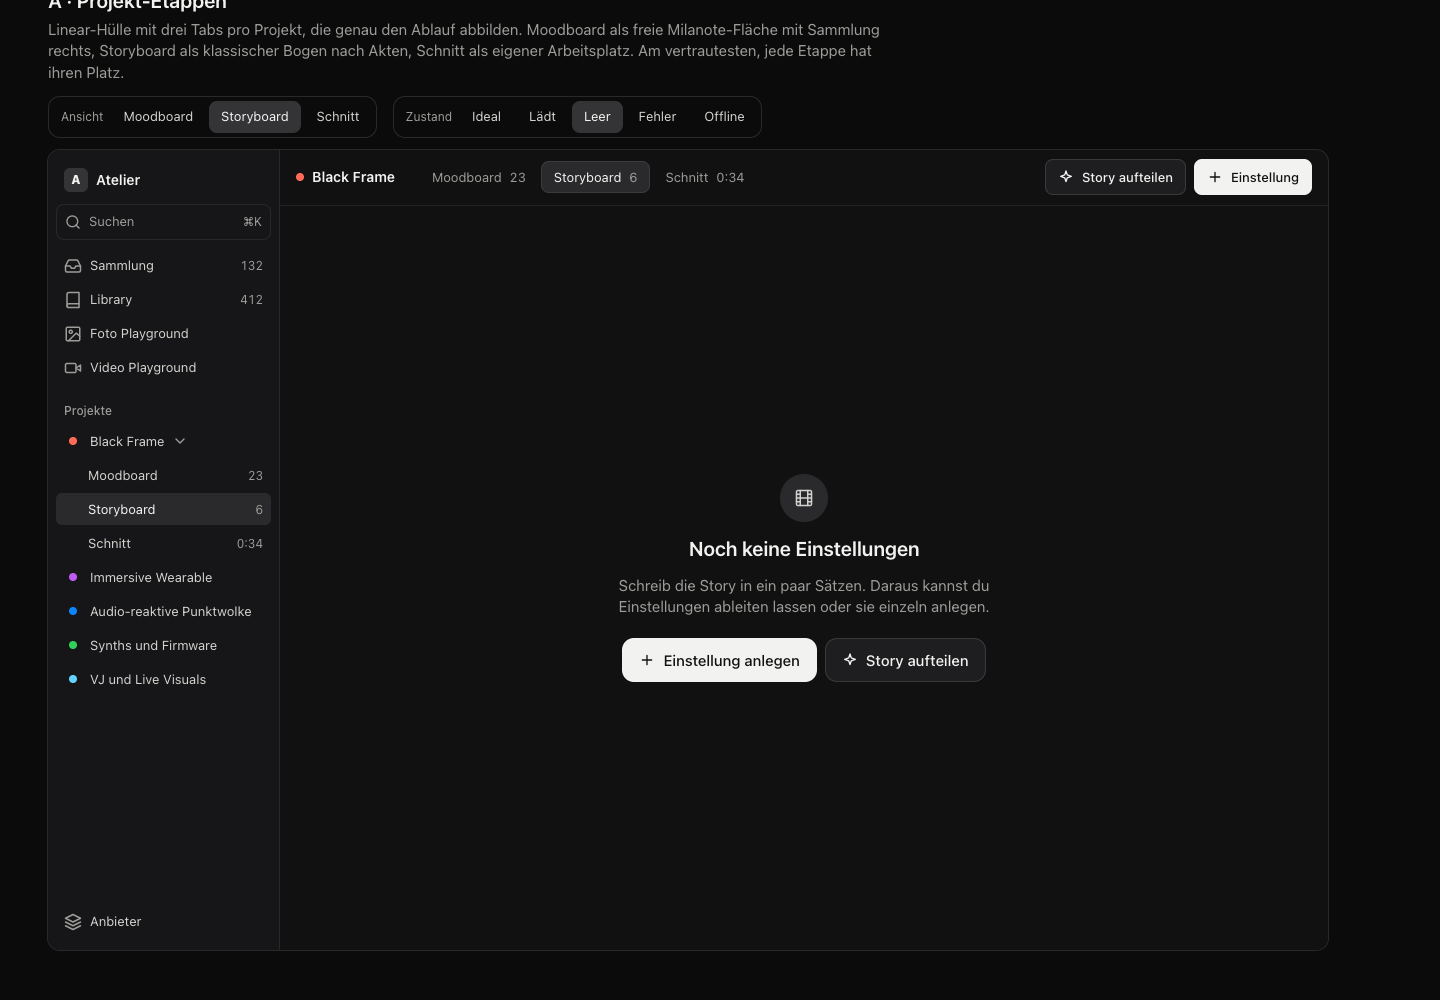 A · Projekt-Etappen
Linear-Hülle mit drei Tabs pro Projekt, die genau den Ablauf abbilden. Moodboard als freie Milanote-Fläche mit Sammlung
rechts, Storyboard als klassischer Bogen nach Akten, Schnitt als eigener Arbeitsplatz. Am vertrautesten, jede Etappe hat
ihren Platz.
Ansicht Moodboard Storyboard Schnitt Zustand Ideal Lädt Leer Fehler Offline
A Atelier
Suchen ⌘K
Sammlung 132
Library 412
Foto Playground
Video Playground
Projekte
Black Frame
Moodboard 23
Storyboard 6
Schnitt 0:34
Immersive Wearable
Audio-reaktive Punktwolke
Synths und Firmware
VJ und Live Visuals
Anbieter
Black Frame Moodboard 23 Storyboard 6 Schnitt 0:34 Story aufteilen + Einstellung
Noch keine Einstellungen
Schreib die Story in ein paar Sätzen. Daraus kannst du
Einstellungen ableiten lassen oder sie einzeln anlegen.
+ Einstellung anlegen Story aufteilen